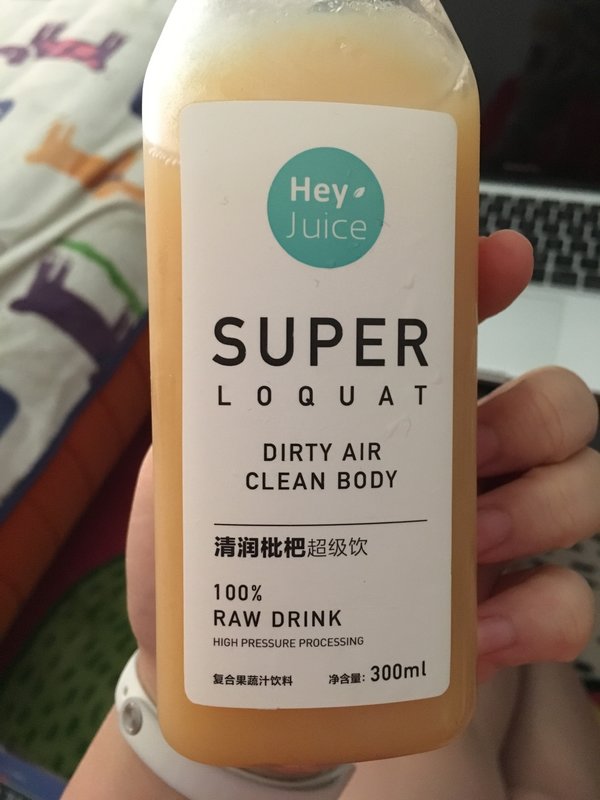 Hey
Juice
SUPER
LOQUAT
DIRTY AIR
CLEAN BODY
清润枇杷超级饮
100%
RAW DRINK
HIGH PRESSURE PROCESSING
复合果蔬汁饮料 净含量：300ml